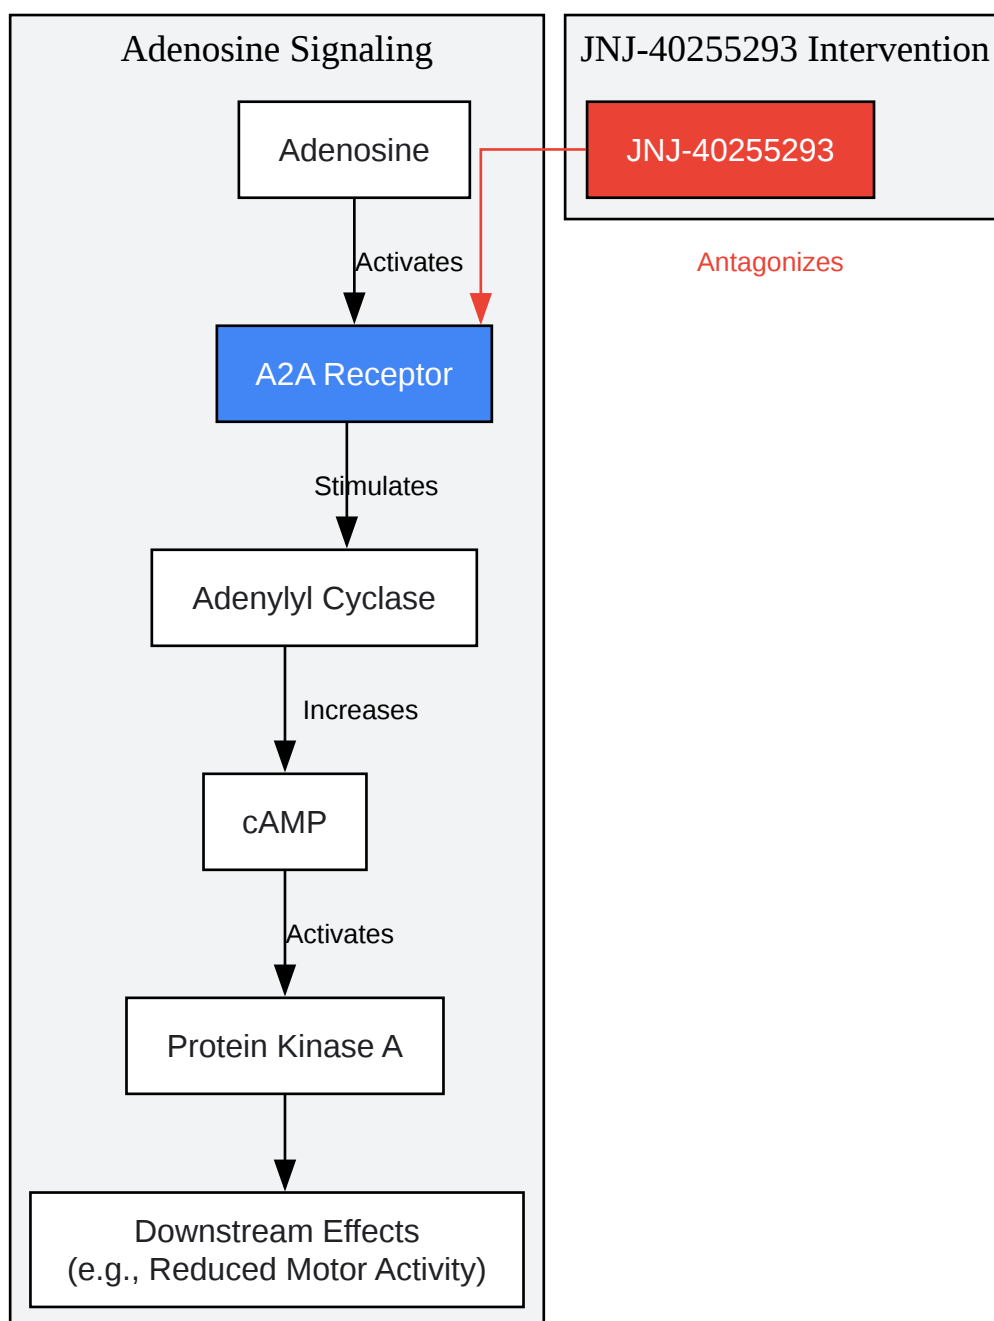 Adenosine Signaling
JNJ-40255293 Intervention
Adenosine
JNJ-40255293
Activates
Antagonizes
A2A Receptor
Stimulates
Adenylyl Cyclase
Increases
cAMP
Activates
Protein Kinase A
Downstream Effects
(e.g., Reduced Motor Activity)